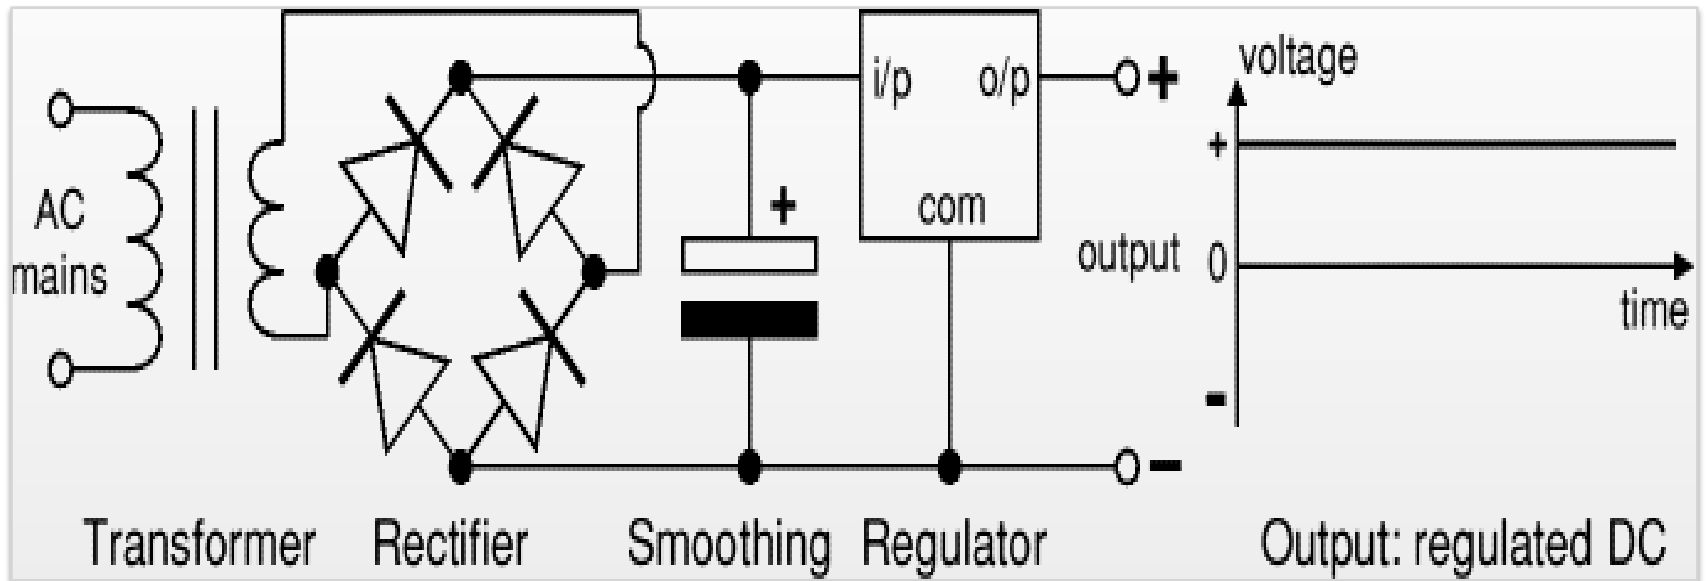 AC
mains
+
i/p
o/p
com
+
-
voltage
+
output
0
-
time
Transformer
Rectifier
Smoothing
Regulator
Output: regulated DC